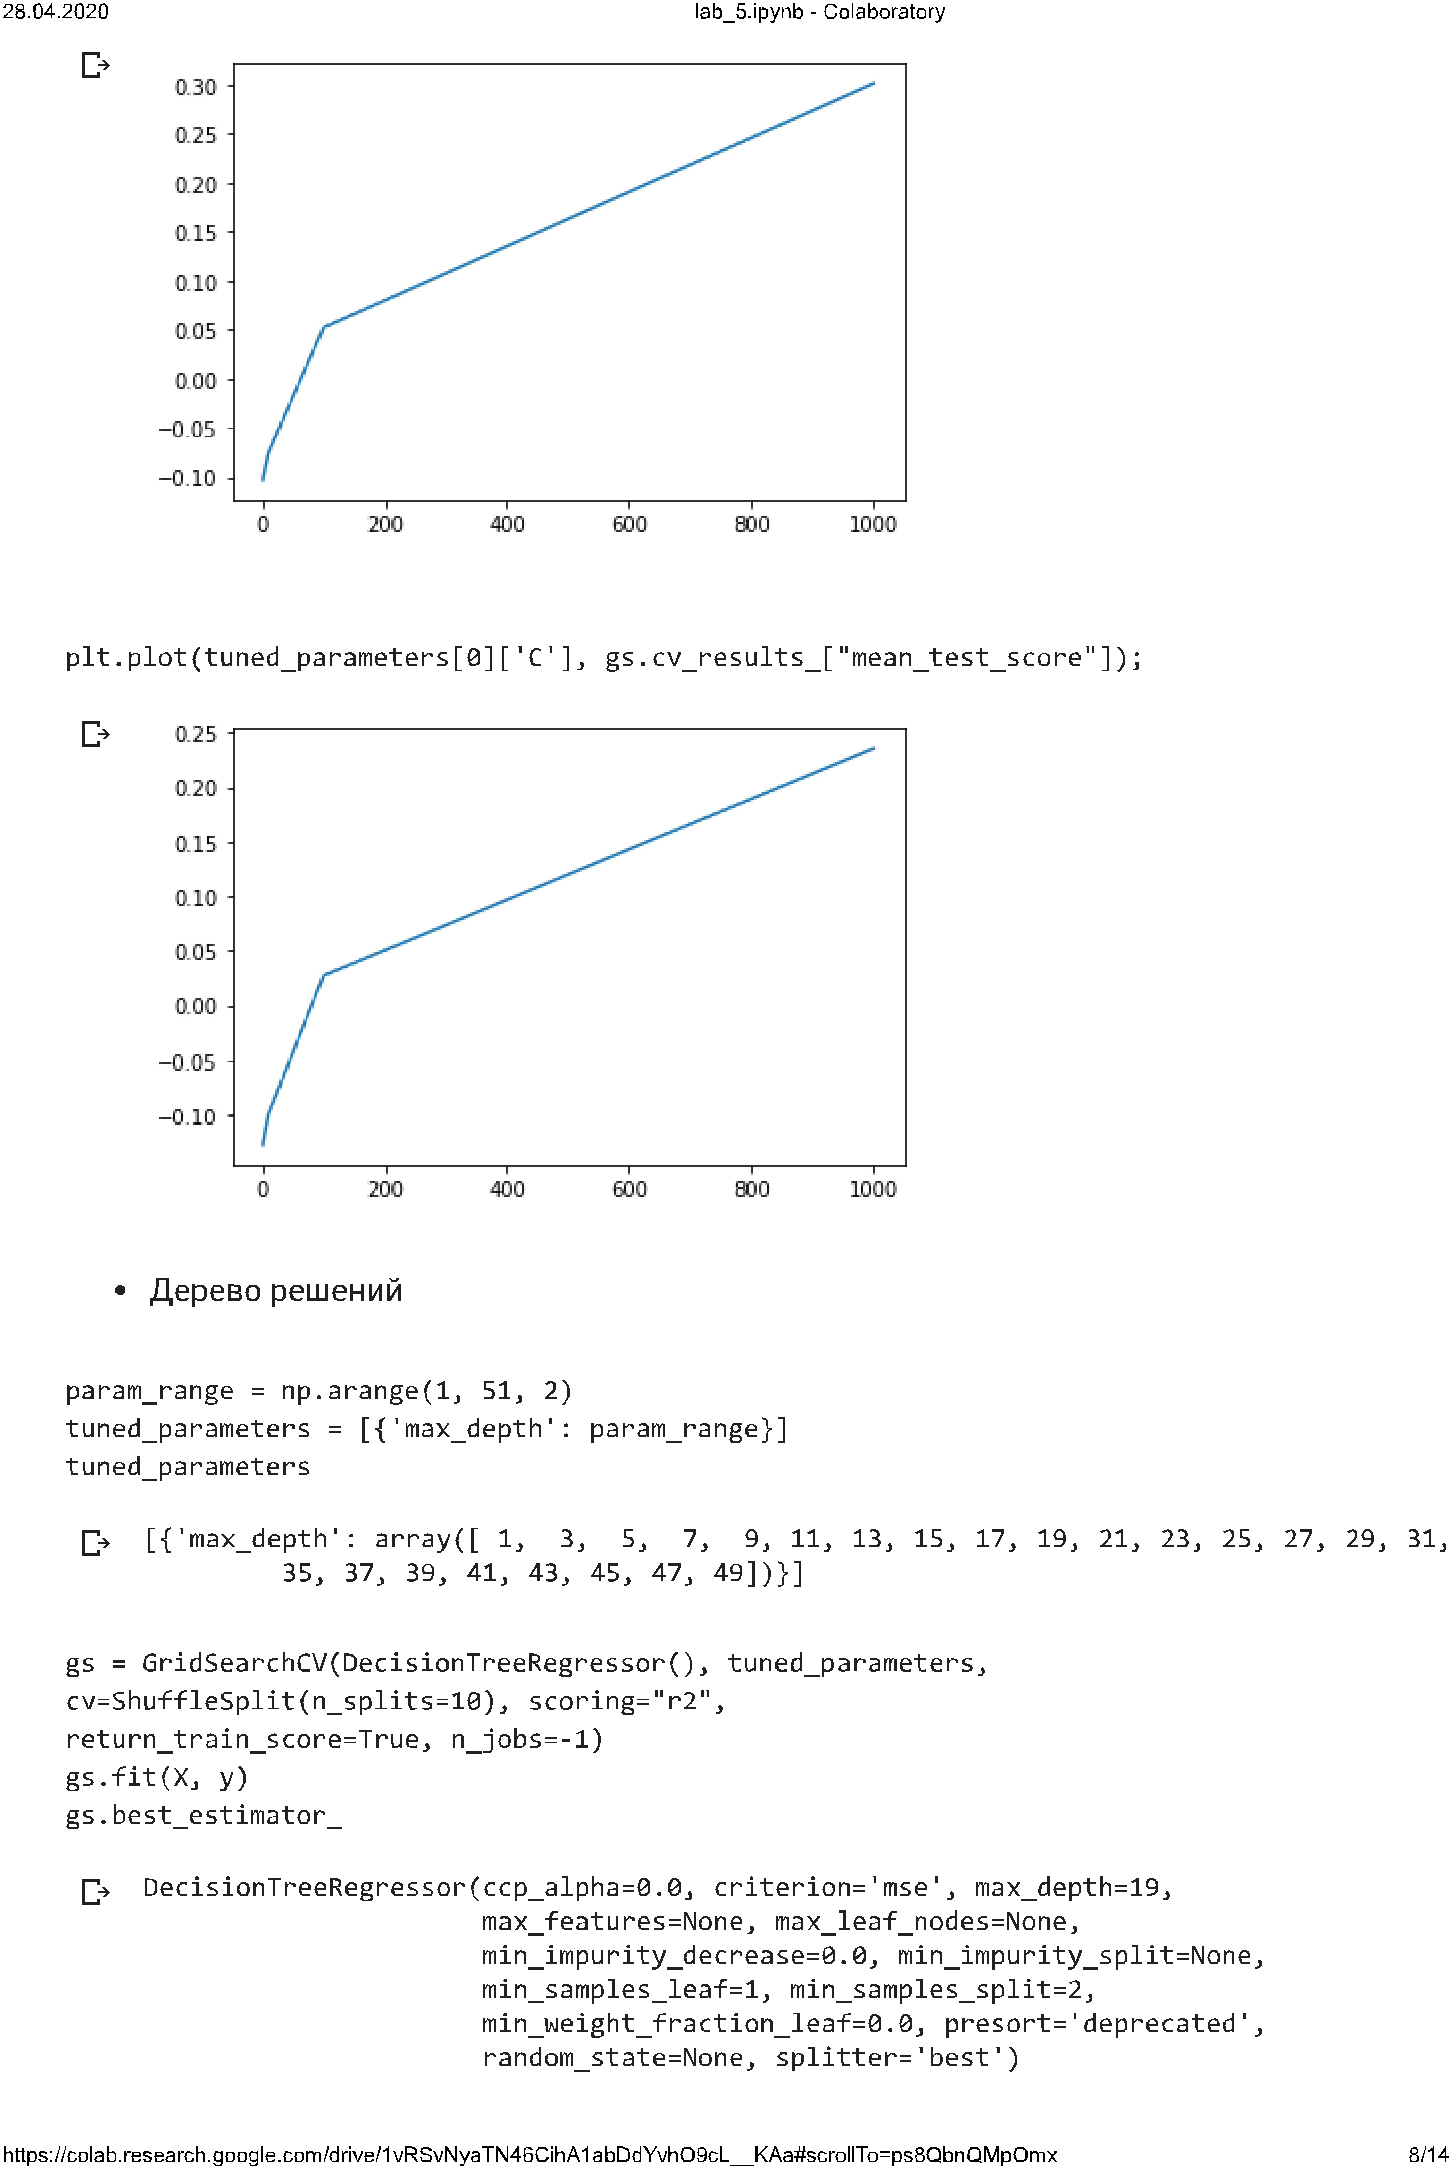 28.04.2020 lab_5.ipynb - Colaboratory
0.30
0.25
0.20
0.15
0.10
0.05
0.00
−0.05
−0.10
0 200 400 600 800 1000
plt.plot(tuned_parameters[0]['C'], gs.cv_results_["mean_test_score"]);
0.25
0.20
0.15
0.10
0.05
0.00
−0.05
−0.10
0 200 400 600 800 1000
• Дерево решений
param_range = np.arange(1, 51, 2)
tuned_parameters = [{'max_depth': param_range}]
tuned_parameters
[{'max_depth': array([ 1,  3,  5,  7,  9, 11, 13, 15, 17, 19, 21, 23, 25, 27, 29, 31,
35, 37, 39, 41, 43, 45, 47, 49])}]
gs = GridSearchCV(DecisionTreeRegressor(), tuned_parameters,
cv=ShuffleSplit(n_splits=10), scoring="r2",
return_train_score=True, n_jobs=-1)
gs.fit(X, y)
gs.best_estimator_
DecisionTreeRegressor(ccp_alpha=0.0, criterion='mse', max_depth=19,
max_features=None, max_leaf_nodes=None,
min_impurity_decrease=0.0, min_impurity_split=None,
min_samples_leaf=1, min_samples_split=2,
min_weight_fraction_leaf=0.0, presort='deprecated',
random_state=None, splitter='best')
https://colab.research.google.com/drive/1vRSvNyaTN46CihA1abDdYvhO9cL__KAa#scrollTo=ps8QbnQMpOmx 8/14